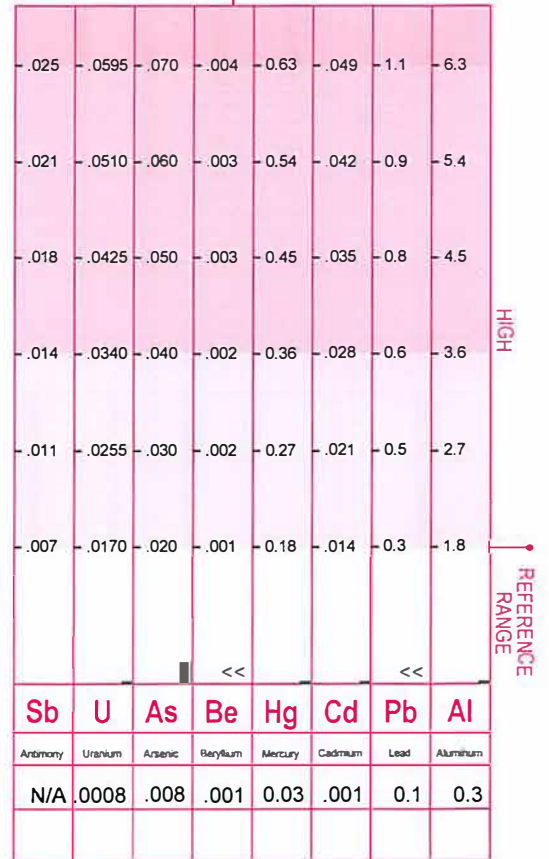 .025 .0595 .070 .004 0.63 .049 1.1 6.3
.021 .0510 .060 .003 0.54 .042 0.9 5.4
.018 .0425 .050 .003 0.45 .035 0.8 4.5
HIGH
.014 .0340 .040 .002 0.36 .028 0.6 3.6
.011 .0255 .030 .002 0.27 .021 0.5 2.7
.007 .0170 .020 .001 0.18 .014 0.3 1.8
REFERENCE
RANGE
<< <<
Sb U As Be Hg Cd Pb Al
Antimony Uranium Arsenic Beryllium Mercury Cadmium Lead Aluminum
N/A .0008 .008 .001 0.03 .001 0.1 0.3